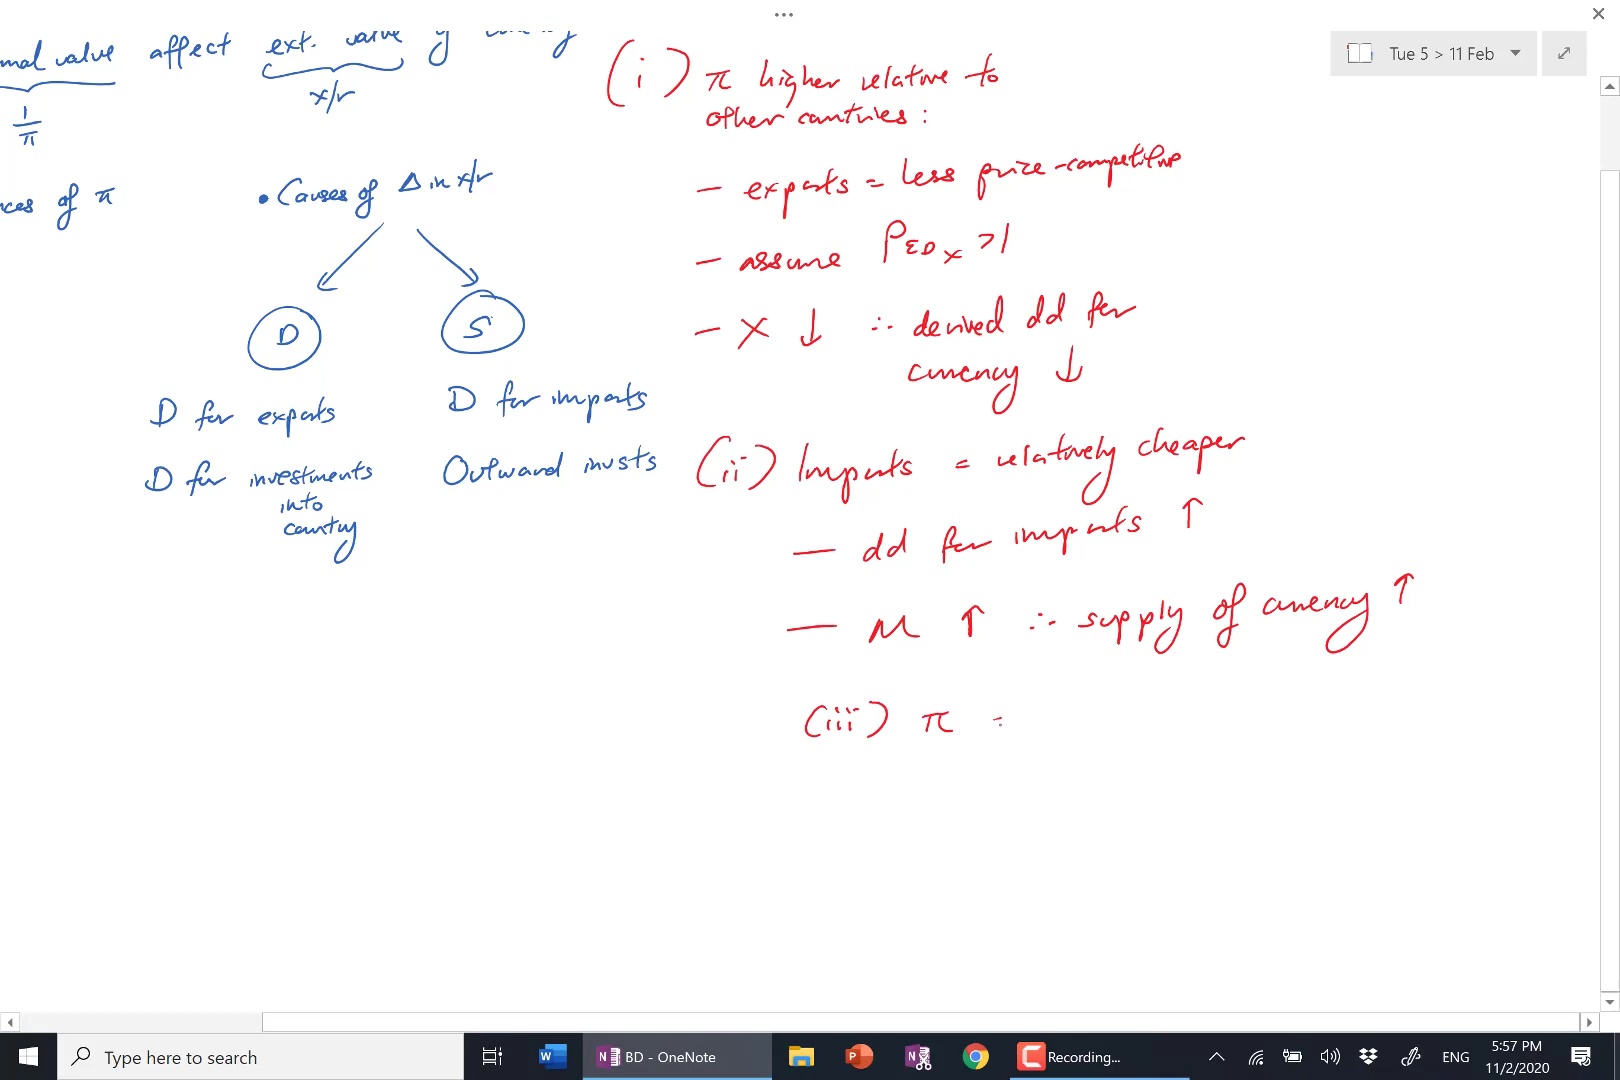 mal value affect ext. value
1
π
x/r
ces of π
• Causes of Δ in x/r
D
S
D for exports
D for imports
D for investments
into
country
Outward invsts
(i) π higher relative to
other countries :
- exports = less price-competitive
- assume PED x >1
- X ↓ ∴ derived dd for
currency ↓
(ii) Imports = relatively cheaper
- dd for imports ↑
- M ↑ ∴ supply of currency ↑
(iii) π =
Tue 5 > 11 Feb
Type here to search
BD - OneNote
Recording...
ENG
5:57 PM
11/2/2020